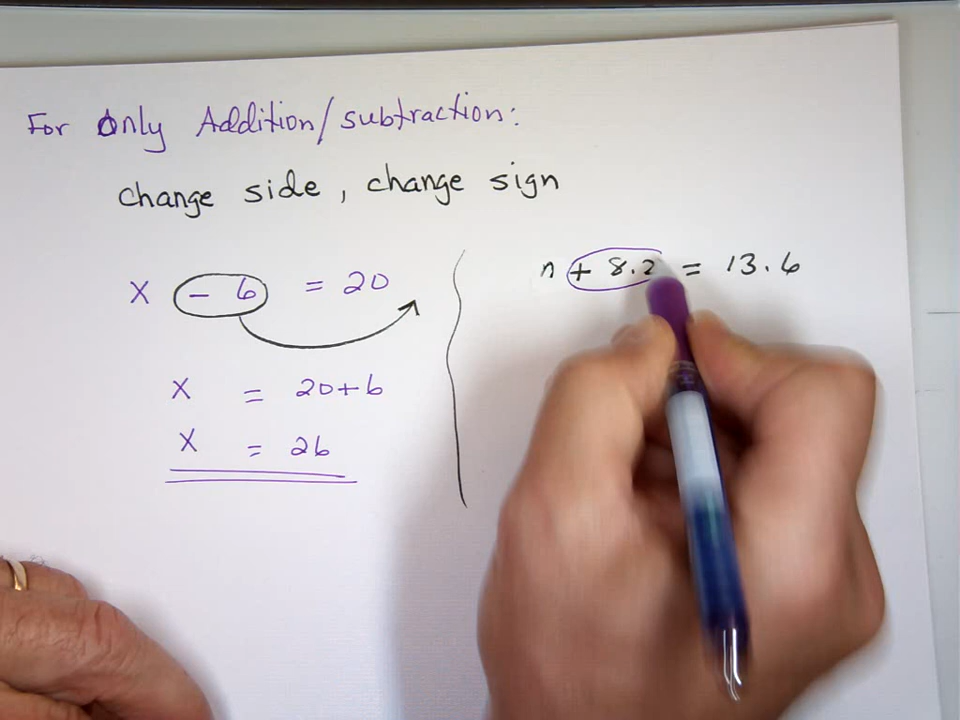 For Only Addition/subtraction:
change side, change sign
x - 6 = 20
x = 20+6
x = 26
n + 8.2 = 13.6